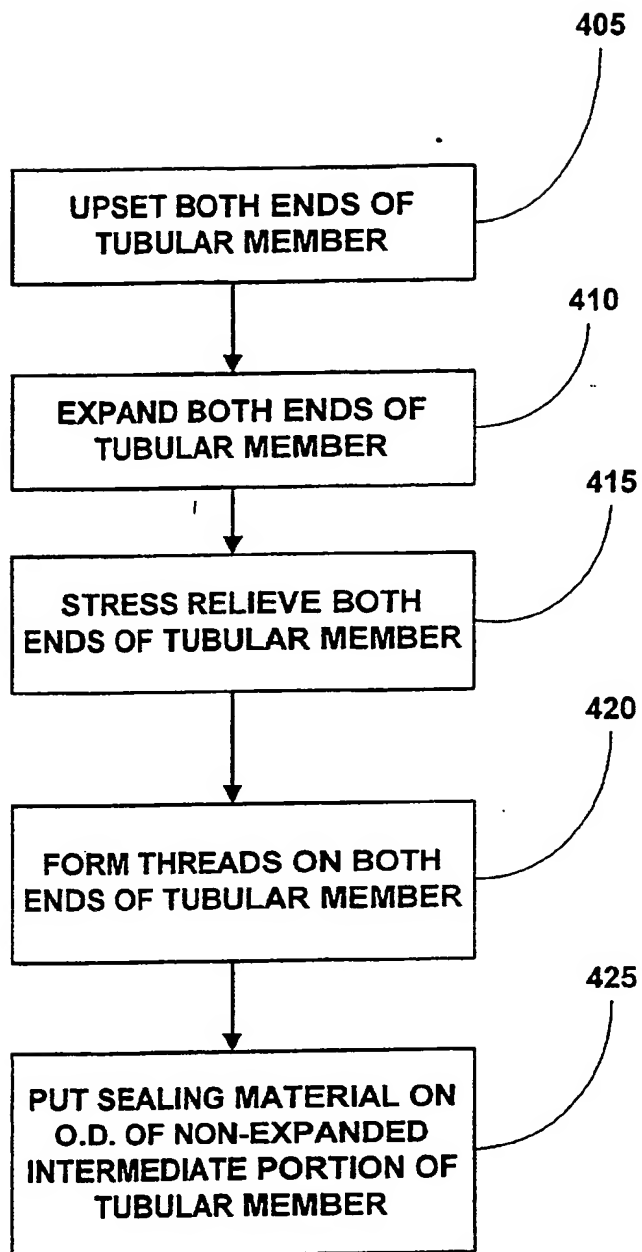 405
UPSET BOTH ENDS OF
TUBULAR MEMBER
410
EXPAND BOTH ENDS OF
TUBULAR MEMBER
415
STRESS RELIEVE BOTH
ENDS OF TUBULAR MEMBER
420
FORM THREADS ON BOTH
ENDS OF TUBULAR MEMBER
425
PUT SEALING MATERIAL ON
O.D. OF NON-EXPANDED
INTERMEDIATE PORTION OF
TUBULAR MEMBER